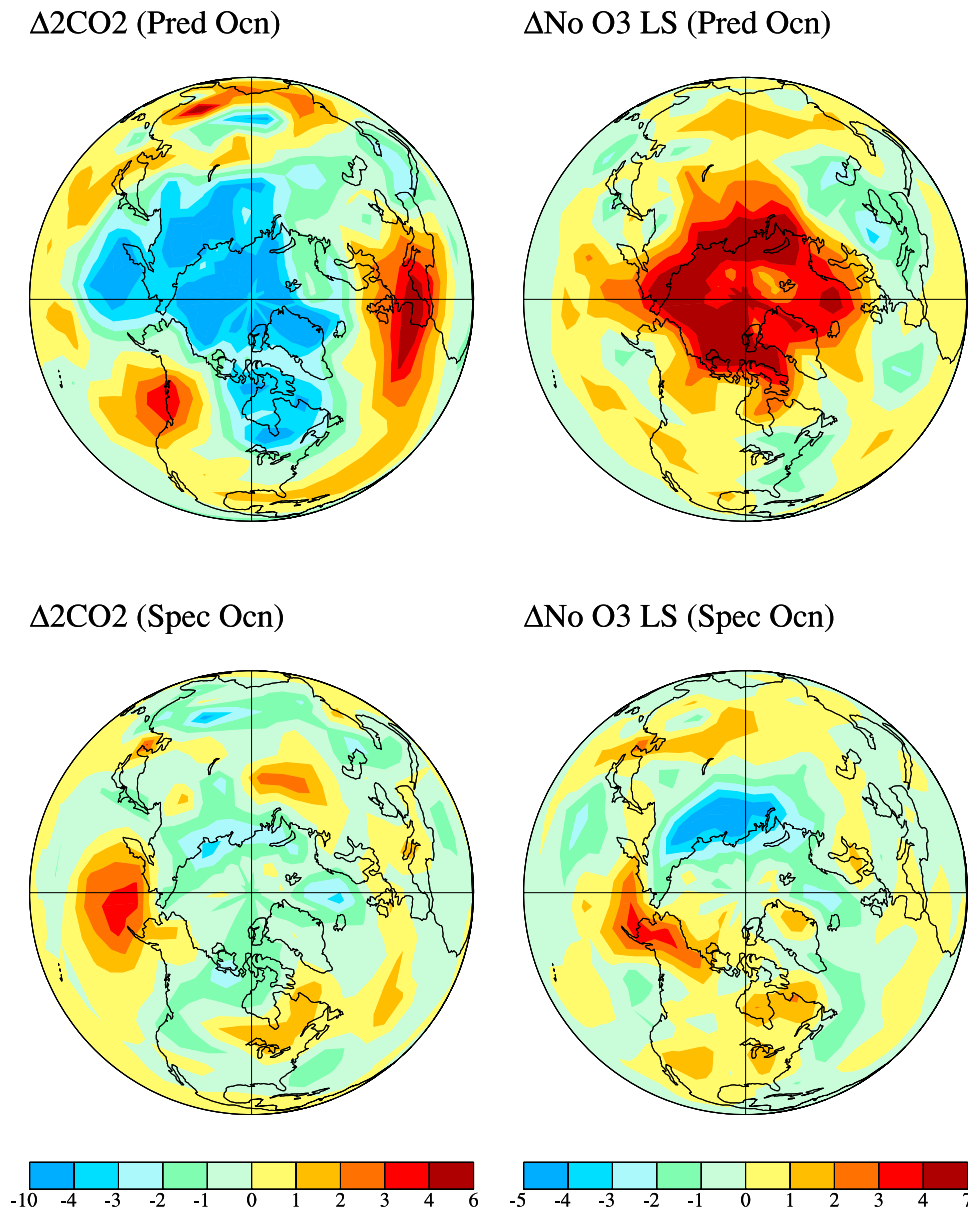 Δ2CO2 (Pred Ocn)
ΔNo O3 LS (Pred Ocn)
Δ2CO2 (Spec Ocn)
ΔNo O3 LS (Spec Ocn)
-10 -4 -3 -2 -1 0 1 2 3 4 6
-5 -4 -3 -2 -1 0 1 2 3 4 7